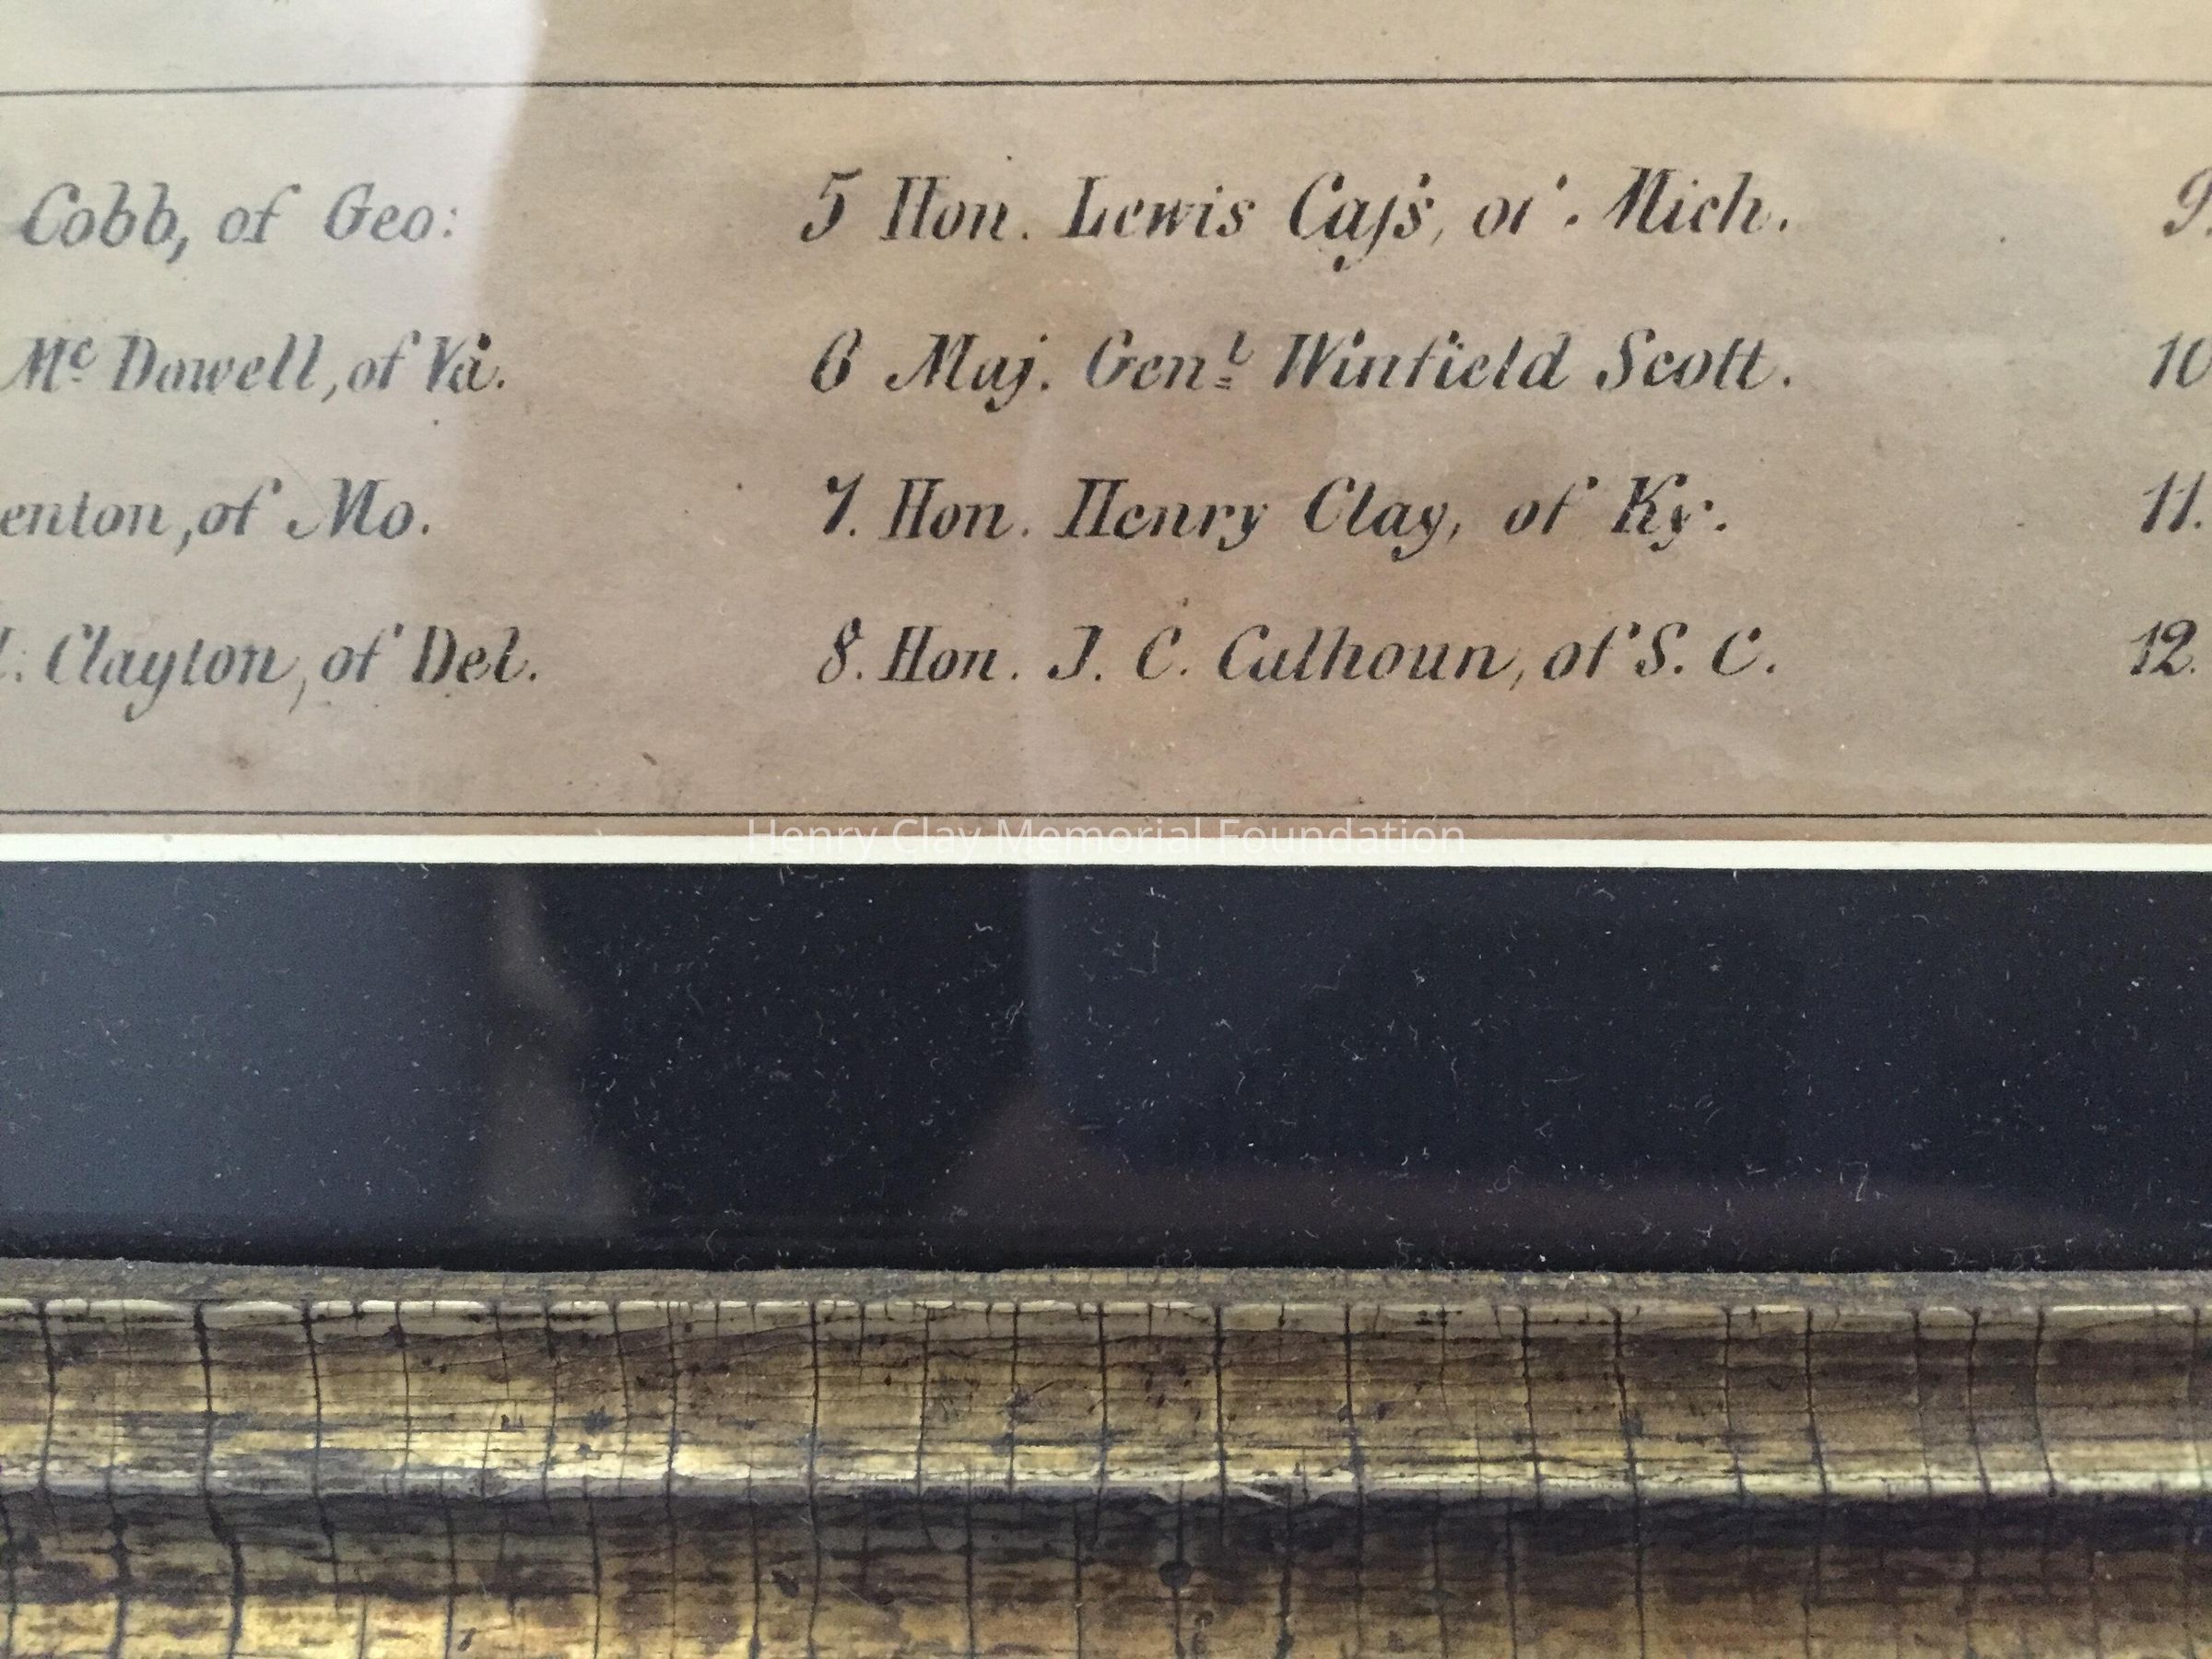 Cobb, of Geo:
Mc Dowell, of Va.
enton, of Mo.
. Clayton, of Del.
5 Hon. Lewis Caſs, of Mich.
6 Maj. Genl Winfield Scott.
7. Hon. Henry Clay, of Ky.
8. Hon. J. C. Calhoun, of S. C.
9.
10
11.
12.
Henry Clay Memorial Foundation